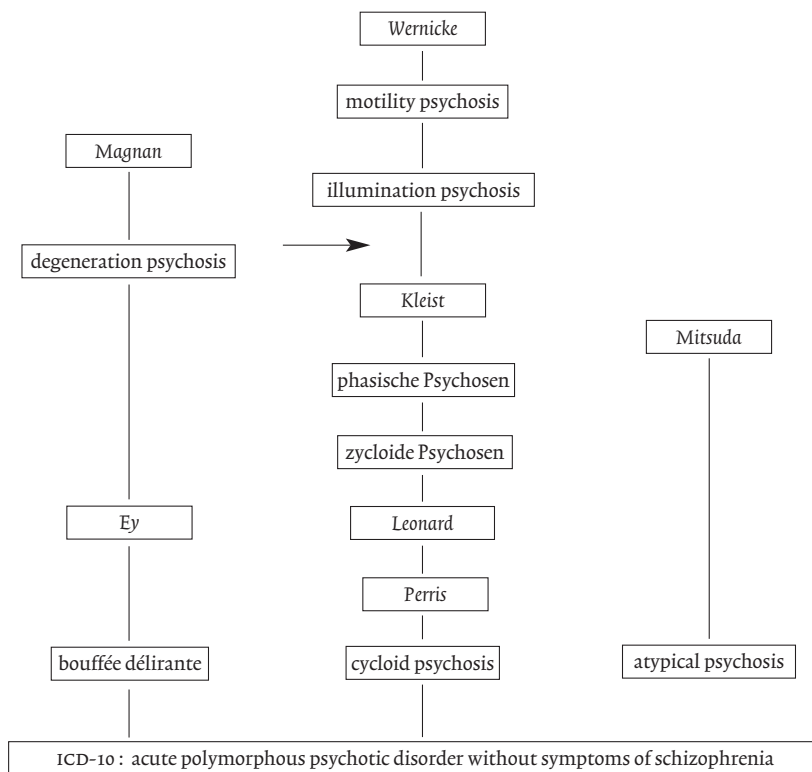 Wernicke
motility psychosis
Magnan
illumination psychosis
degeneration psychosis
Kleist
Mitsuda
phasische Psychosen
zycloide Psychosen
Ey
Leonard
Perris
bouffée délirante
cycloid psychosis
atypical psychosis
ICD-10 : acute polymorphous psychotic disorder without symptoms of schizophrenia